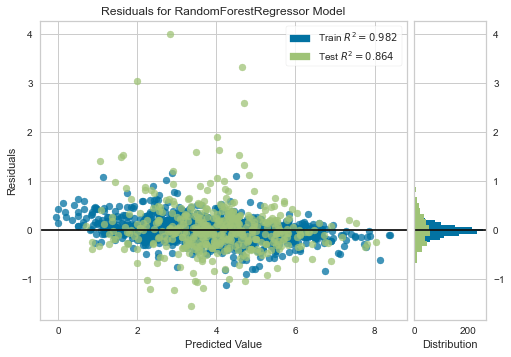 Residuals for RandomForestRegressor Model
Train R² = 0.982
Test R² = 0.864
Residuals
4
3
2
1
0
−1
0 2 4 6 8
Predicted Value
4
3
2
1
0
−1
0 200
Distribution